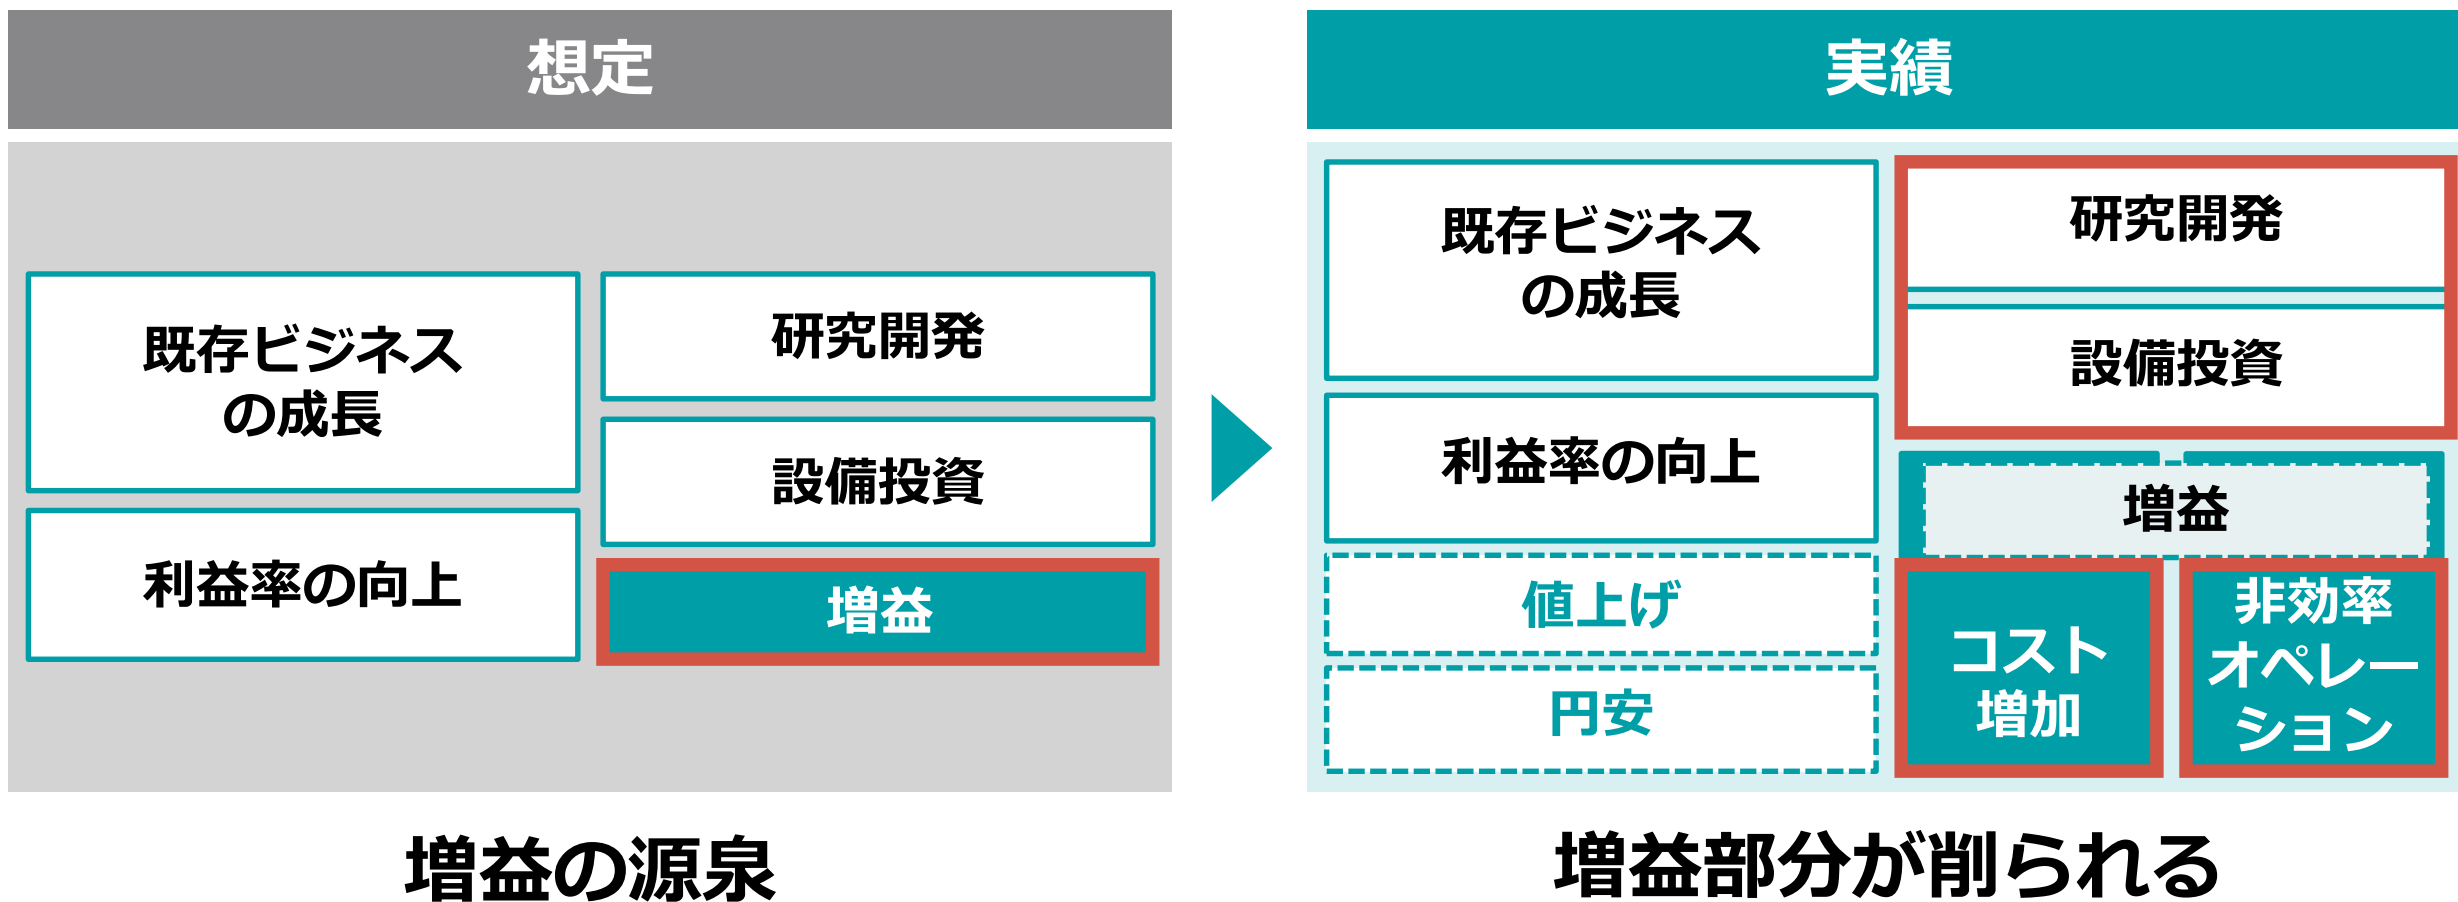 想定
既存ビジネス
の成長
利益率の向上
研究開発
設備投資
増益
増益の源泉
実績
既存ビジネス
の成長
利益率の向上
値上げ
円安
研究開発
設備投資
増益
コスト
増加
非効率
オペレー
ション
増益部分が削られる